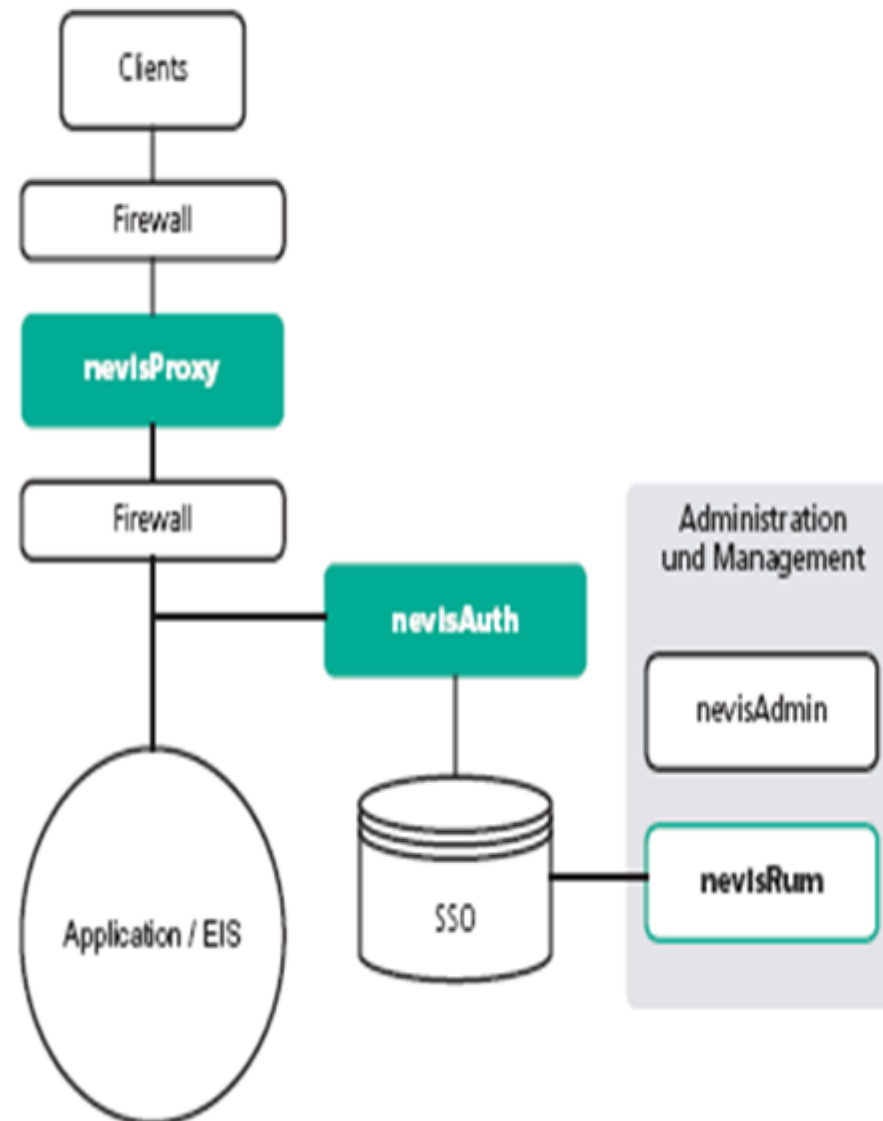 Clients
Firewall
nevisProxy
Firewall
Administration
und Management
nevisAuth
nevisAdmin
nevisRum
SSO
Application / EIS